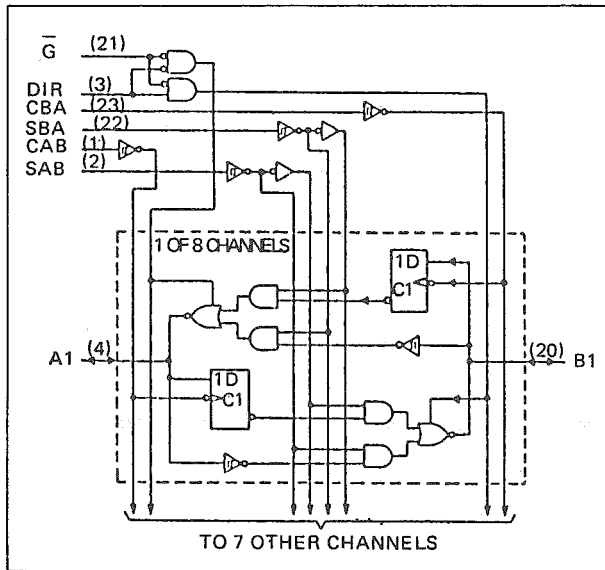 G̅ (21)
DIR (3)
CBA (23)
SBA (22)
CAB (1)
SAB (2)
1 OF 8 CHANNELS
1D
C1
A1 (4)
(20) B1
1D
C1
TO 7 OTHER CHANNELS